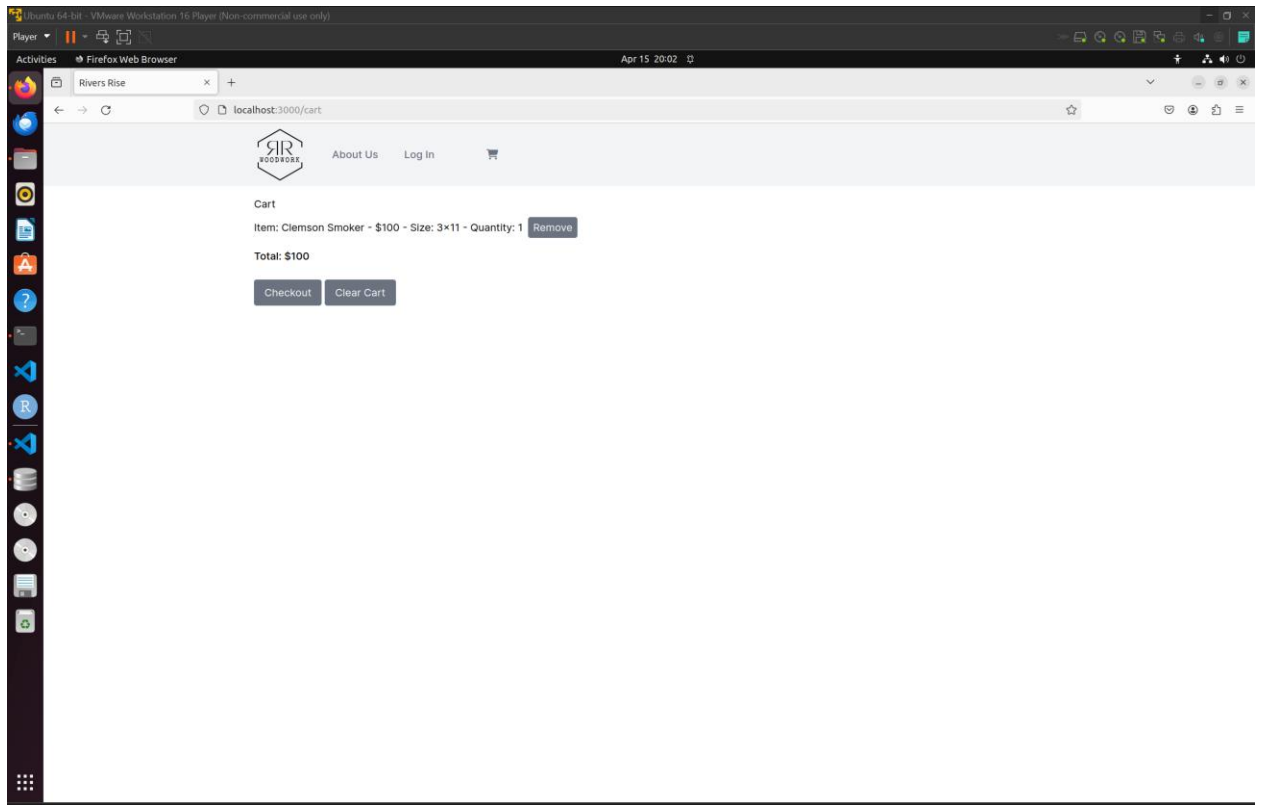 Ubuntu 64-bit - VMware Workstation 16 Player (Non-commercial use only)
Player
Activities Firefox Web Browser Apr 15 20:02
Rivers Rise
localhost:3000/cart
ЯR
WOODWORK
About Us Log In
Cart
Item: Clemson Smoker - $100 - Size: 3×11 - Quantity: 1 Remove
Total: $100
Checkout Clear Cart